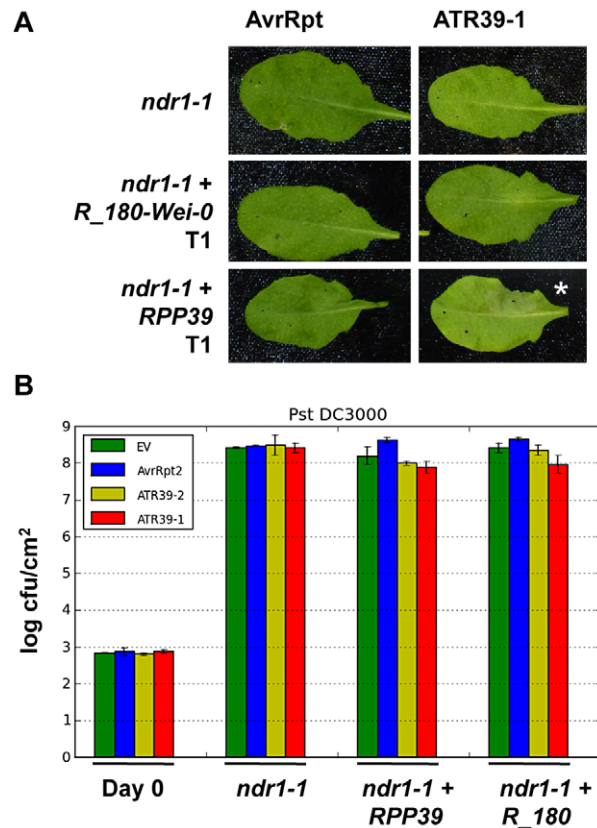 A
AvrRpt
ATR39-1
ndr1-1
ndr1-1 +
R_180-Wei-0
T1
ndr1-1 +
RPP39
T1
*
B
Pst DC3000
EV
AvrRpt2
ATR39-2
ATR39-1
log cfu/cm²
9
8
7
6
5
4
3
2
1
0
Day 0
ndr1-1
ndr1-1 +
RPP39
ndr1-1 +
R_180